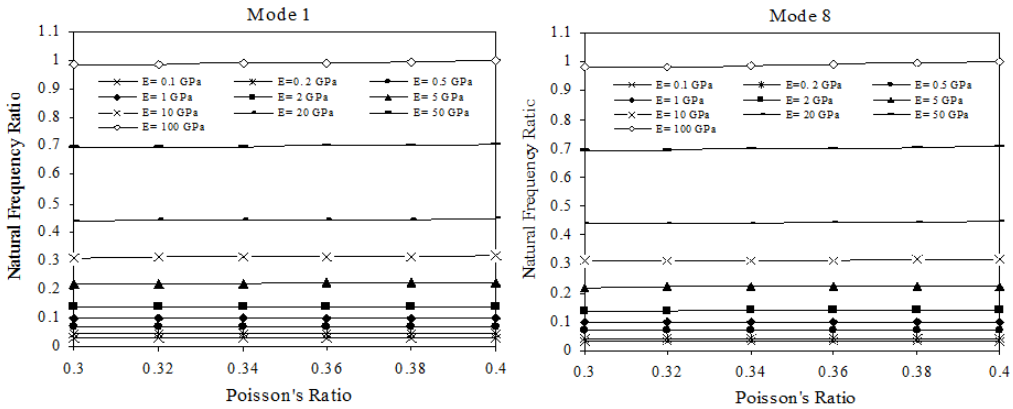 Mode 1
1.1
1
0.9
0.8
0.7
0.6
0.5
0.4
0.3
0.2
0.1
0
Natural Frequency Ratio
E= 0.1 GPa
E=0. 2 GPa
E= 0.5 GPa
E= 1 GPa
E= 2 GPa
E= 5 GPa
E= 10 GPa
E= 20 GPa
E= 50 GPa
E= 100 GPa
0.3
0.32
0.34
0.36
0.38
0.4
Poisson's Ratio
Mode 8
1.1
1
0.9
0.8
0.7
0.6
0.5
0.4
0.3
0.2
0.1
0
Natural Frequency Ratio
E= 0.1 GPa
E= 0. 2 GPa
E= 0.5 GPa
E= 1 GPa
E= 2 GPa
E= 5 GPa
E= 10 GPa
E= 20 GPa
E= 50 GPa
E= 100 GPa
0.3
0.32
0.34
0.36
0.38
0.4
Poisson's Ratio